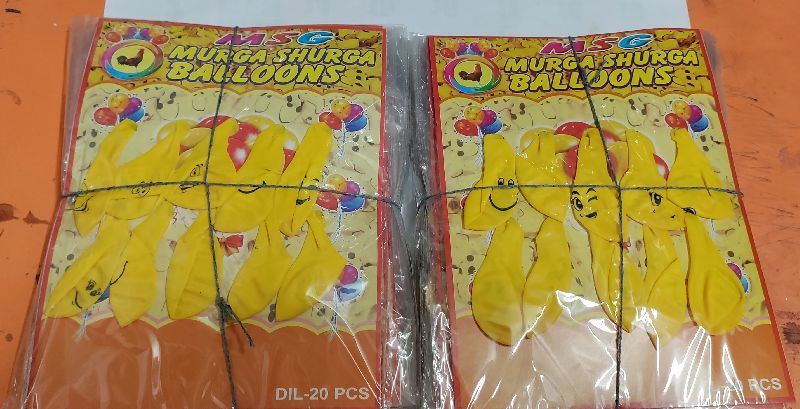 MSG
MURGA SHURGA
BALLOONS
DIL-20 PCS
MSG
MURGA SHURGA
BALLOONS
PCS